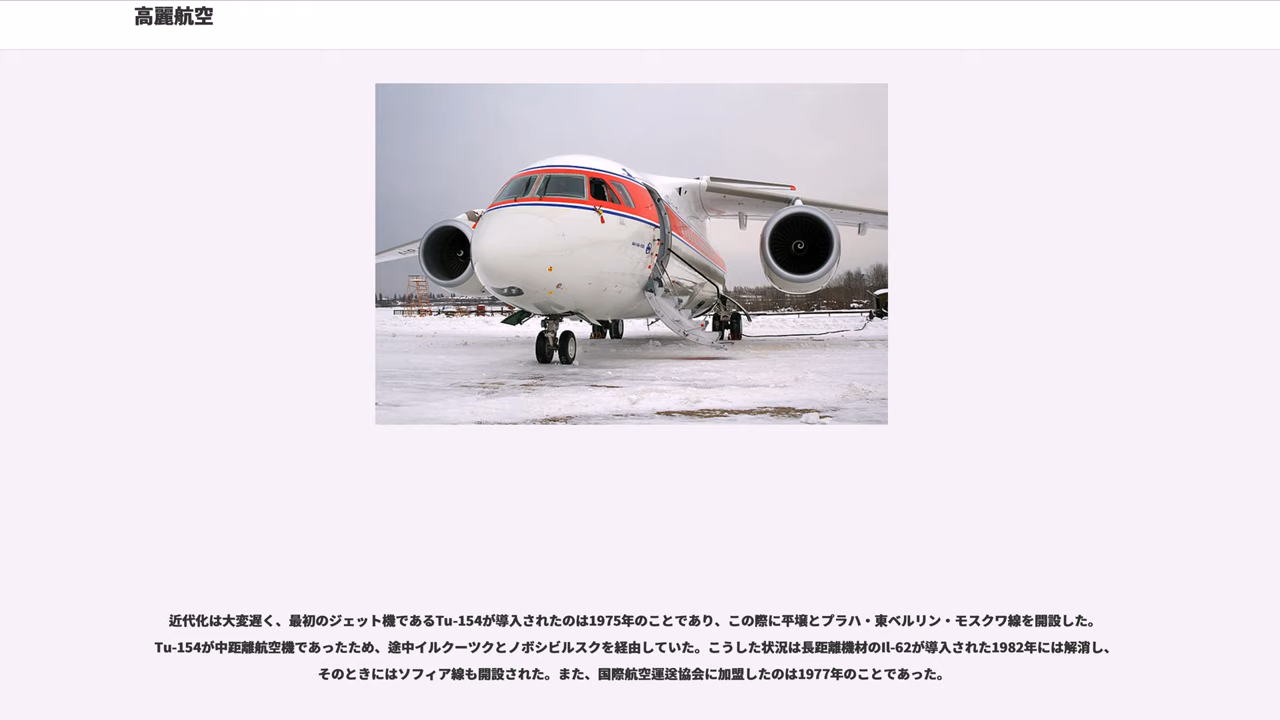 高麗航空
近代化は大変遅く、最初のジェット機であるTu-154が導入されたのは1975年のことであり、この際に平壌とプラハ・東ベルリン・モスクワ線を開設した。
Tu-154が中距離航空機であったため、途中イルクーツクとノボシビルスクを経由していた。こうした状況は長距離機材のIl-62が導入された1982年には解消し、
そのときにはソフィア線も開設された。また、国際航空運送協会に加盟したのは1977年のことであった。